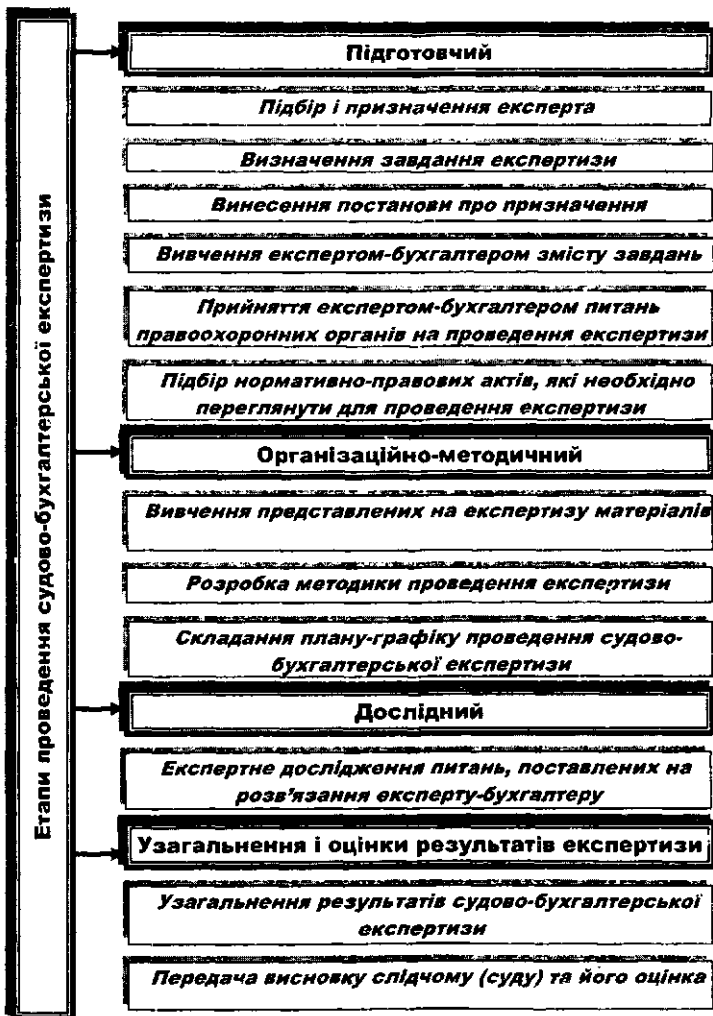 Етапи проведення судово-бухгалтерської експертизи
Підготовчий
Підбір і призначення експерта
Визначення завдання експертизи
Винесення постанови про призначення
Вивчення експертом-бухгалтером змісту завдань
Прийняття експертом-бухгалтером питань
правоохоронних органів на проведення експертизи
Підбір нормативно-правових актів, які необхідно
переглянути для проведення експертизи
Організаційно-методичний
Вивчення представлених на експертизу матеріалів
Розробка методики проведення експертизи
Складання плану-графіку проведення судово-
бухгалтерської експертизи
Дослідний
Експертне дослідження питань, поставлених на
розв'язання експерту-бухгалтеру
Узагальнення і оцінки результатів експертизи
Узагальнення результатів судово-бухгалтерської
експертизи
Передача висновку слідчому (суду) та його оцінка